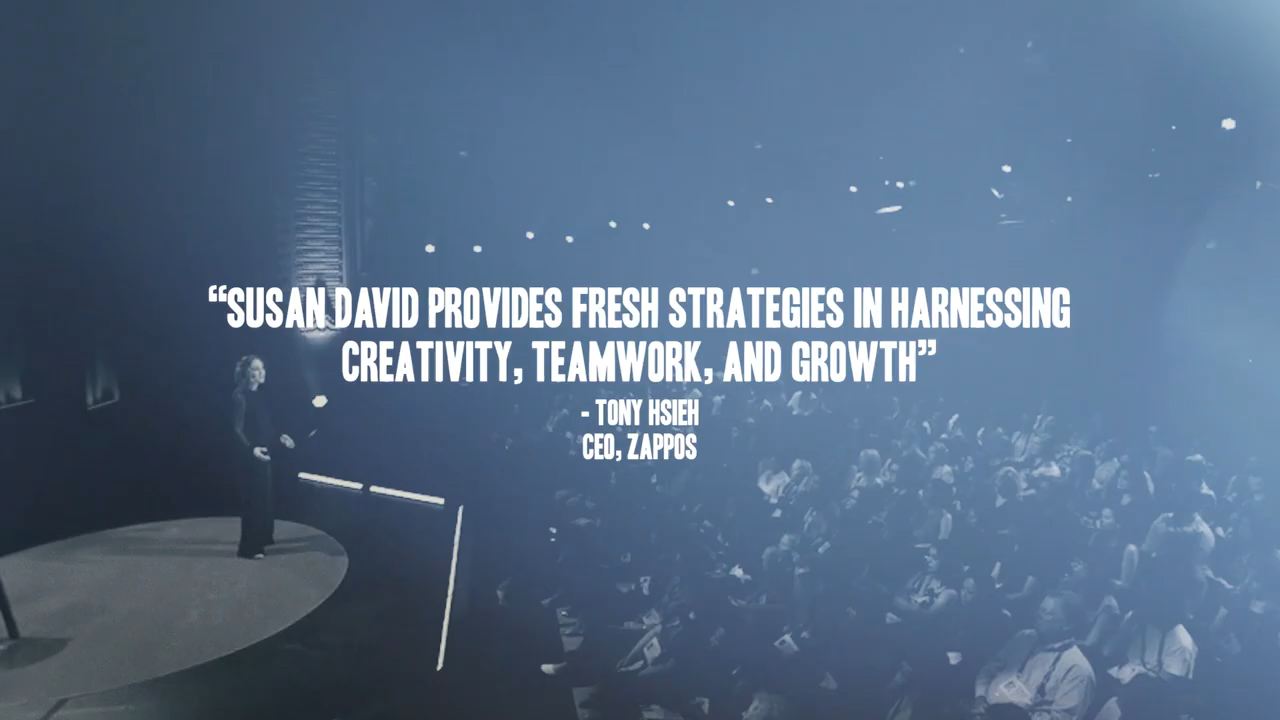 “SUSAN DAVID PROVIDES FRESH STRATEGIES IN HARNESSING
CREATIVITY, TEAMWORK, AND GROWTH”
- TONY HSIEH
CEO, ZAPPOS